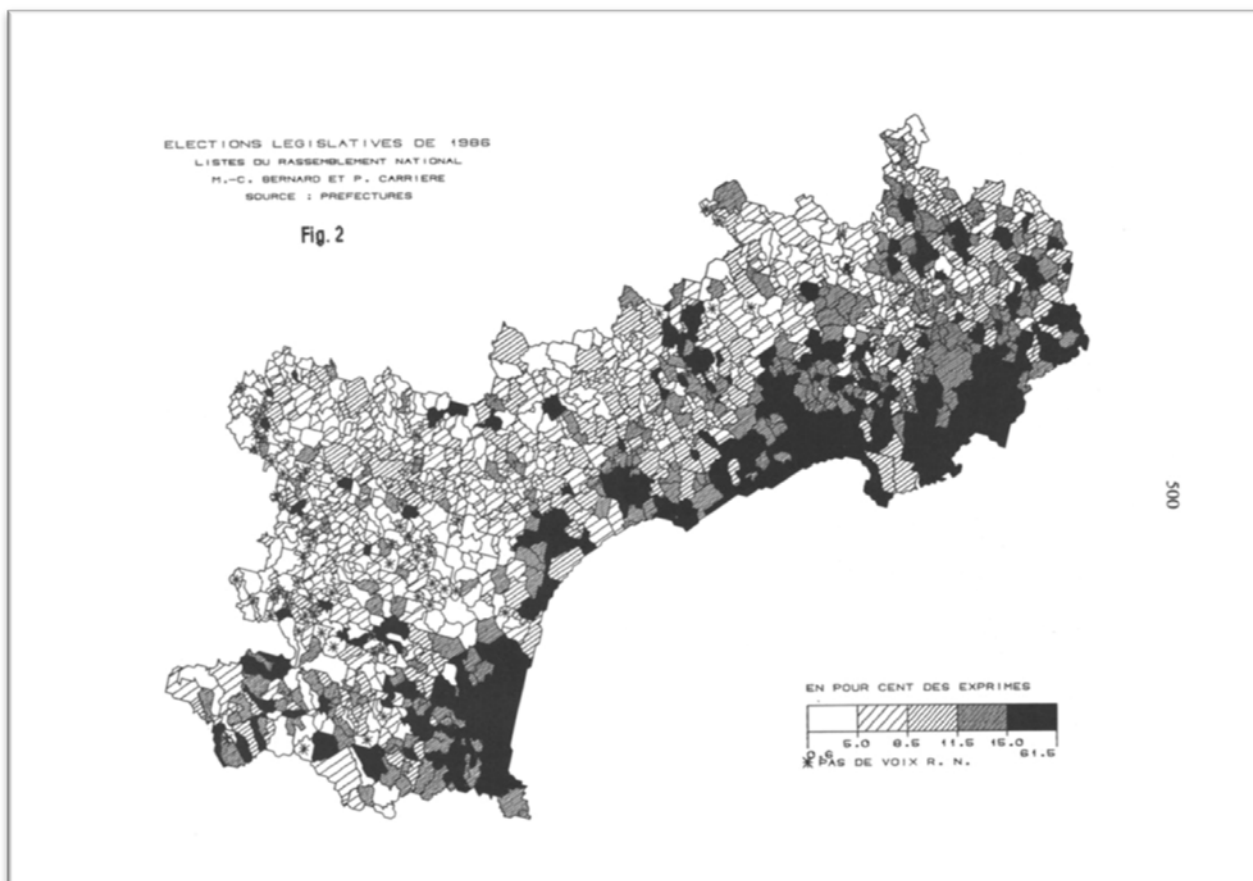 ELECTIONS LEGISLATIVES DE 1986
LISTES DU RASSEMBLEMENT NATIONAL
M.-C. BERNARD ET P. CARRIERE
SOURCE : PREFECTURES
Fig. 2
500
EN POUR CENT DES EXPRIMES
0.6 5.0 8.5 11.5 15.0 61.5
* PAS DE VOIX R. N.